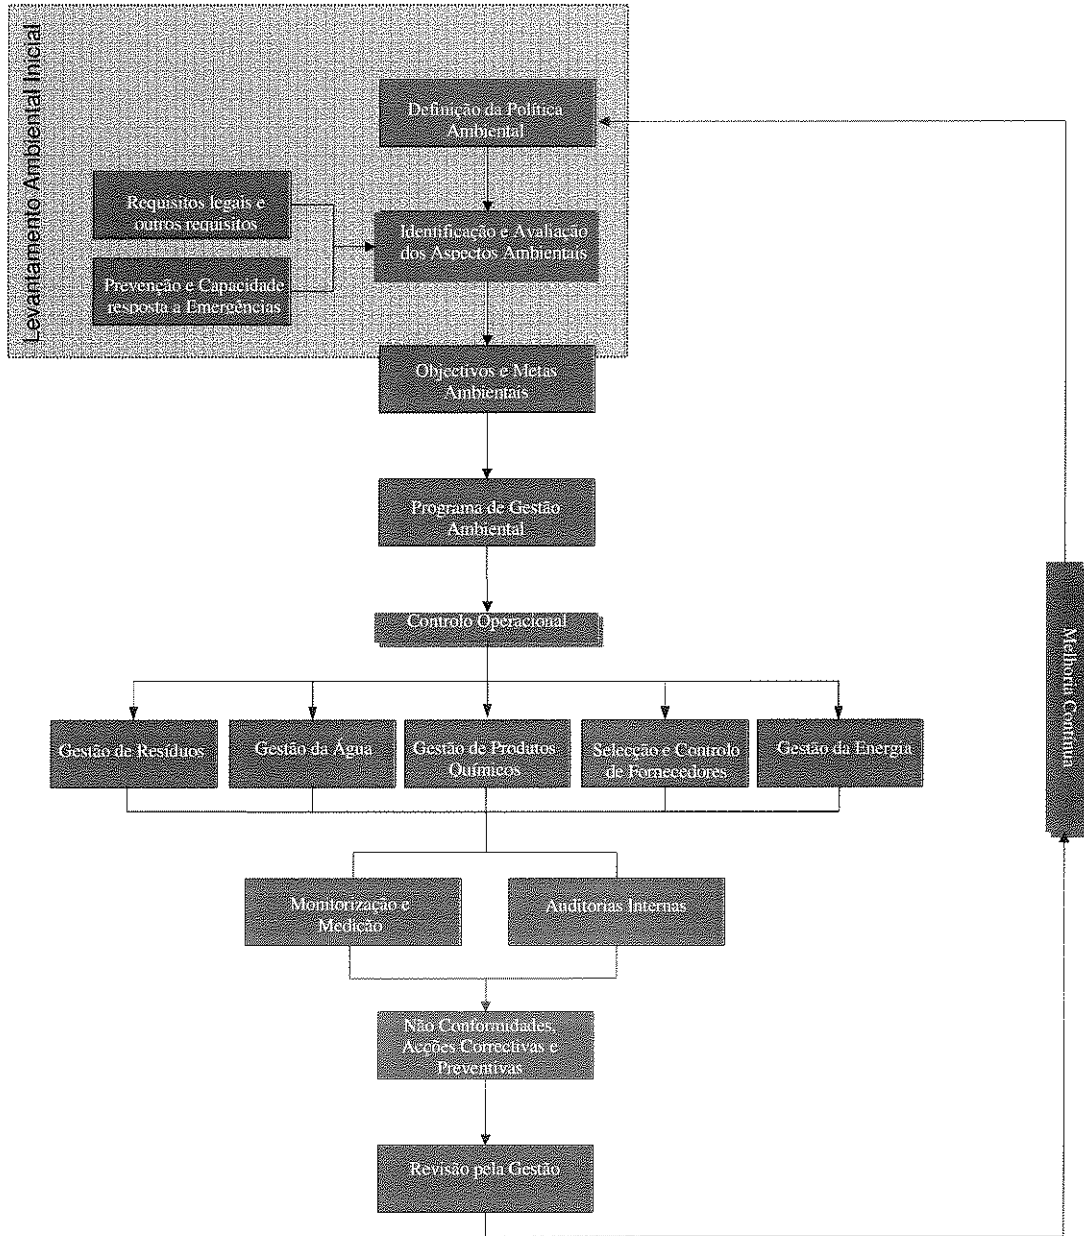 Levantamento Ambiental Inicial
Definição da Política
Ambiental
Requisitos legais e
outros requisitos
Identificação e Avaliação
dos Aspectos Ambientais
Prevenção e Capacidade
resposta a Emergências
Objectivos e Metas
Ambientais
Programa de Gestão
Ambiental
Controlo Operacional
Melhoria Contínua
Gestão de Resíduos
Gestão da Água
Gestão de Produtos
Químicos
Selecção e Controlo
de Fornecedores
Gestão da Energia
Monitorização e
Medição
Auditorias Internas
Não Conformidades,
Acções Correctivas e
Preventivas
Revisão pela Gestão